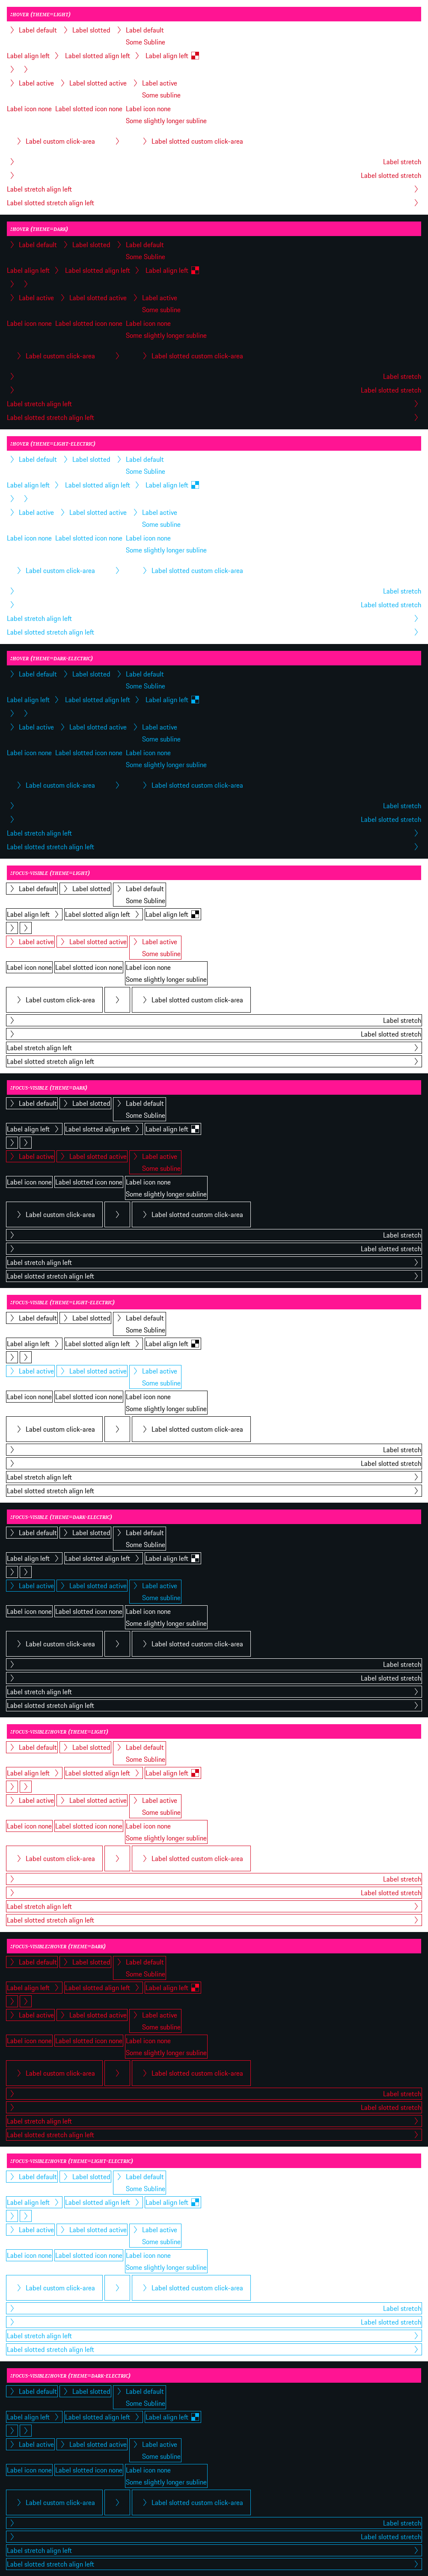 :HOVER (THEME=LIGHT)
Label default Label slotted Label default
Some Subline
Label align left Label slotted align left Label align left
Label active Label slotted active Label active
Some subline
Label icon none Label slotted icon none Label icon none
Some slightly longer subline
Label custom click-area Label slotted custom click-area
Label stretch
Label slotted stretch
Label stretch align left
Label slotted stretch align left
:HOVER (THEME=DARK)
Label default Label slotted Label default
Some Subline
Label align left Label slotted align left Label align left
Label active Label slotted active Label active
Some subline
Label icon none Label slotted icon none Label icon none
Some slightly longer subline
Label custom click-area Label slotted custom click-area
Label stretch
Label slotted stretch
Label stretch align left
Label slotted stretch align left
:HOVER (THEME=LIGHT-ELECTRIC)
Label default Label slotted Label default
Some Subline
Label align left Label slotted align left Label align left
Label active Label slotted active Label active
Some subline
Label icon none Label slotted icon none Label icon none
Some slightly longer subline
Label custom click-area Label slotted custom click-area
Label stretch
Label slotted stretch
Label stretch align left
Label slotted stretch align left
:HOVER (THEME=DARK-ELECTRIC)
Label default Label slotted Label default
Some Subline
Label align left Label slotted align left Label align left
Label active Label slotted active Label active
Some subline
Label icon none Label slotted icon none Label icon none
Some slightly longer subline
Label custom click-area Label slotted custom click-area
Label stretch
Label slotted stretch
Label stretch align left
Label slotted stretch align left
:FOCUS-VISIBLE (THEME=LIGHT)
Label default Label slotted Label default
Some Subline
Label align left Label slotted align left Label align left
Label active Label slotted active Label active
Some subline
Label icon none Label slotted icon none Label icon none
Some slightly longer subline
Label custom click-area Label slotted custom click-area
Label stretch
Label slotted stretch
Label stretch align left
Label slotted stretch align left
:FOCUS-VISIBLE (THEME=DARK)
Label default Label slotted Label default
Some Subline
Label align left Label slotted align left Label align left
Label active Label slotted active Label active
Some subline
Label icon none Label slotted icon none Label icon none
Some slightly longer subline
Label custom click-area Label slotted custom click-area
Label stretch
Label slotted stretch
Label stretch align left
Label slotted stretch align left
:FOCUS-VISIBLE (THEME=LIGHT-ELECTRIC)
Label default Label slotted Label default
Some Subline
Label align left Label slotted align left Label align left
Label active Label slotted active Label active
Some subline
Label icon none Label slotted icon none Label icon none
Some slightly longer subline
Label custom click-area Label slotted custom click-area
Label stretch
Label slotted stretch
Label stretch align left
Label slotted stretch align left
:FOCUS-VISIBLE (THEME=DARK-ELECTRIC)
Label default Label slotted Label default
Some Subline
Label align left Label slotted align left Label align left
Label active Label slotted active Label active
Some subline
Label icon none Label slotted icon none Label icon none
Some slightly longer subline
Label custom click-area Label slotted custom click-area
Label stretch
Label slotted stretch
Label stretch align left
Label slotted stretch align left
:FOCUS-VISIBLE:HOVER (THEME=LIGHT)
Label default Label slotted Label default
Some Subline
Label align left Label slotted align left Label align left
Label active Label slotted active Label active
Some subline
Label icon none Label slotted icon none Label icon none
Some slightly longer subline
Label custom click-area Label slotted custom click-area
Label stretch
Label slotted stretch
Label stretch align left
Label slotted stretch align left
:FOCUS-VISIBLE:HOVER (THEME=DARK)
Label default Label slotted Label default
Some Subline
Label align left Label slotted align left Label align left
Label active Label slotted active Label active
Some subline
Label icon none Label slotted icon none Label icon none
Some slightly longer subline
Label custom click-area Label slotted custom click-area
Label stretch
Label slotted stretch
Label stretch align left
Label slotted stretch align left
:FOCUS-VISIBLE:HOVER (THEME=LIGHT-ELECTRIC)
Label default Label slotted Label default
Some Subline
Label align left Label slotted align left Label align left
Label active Label slotted active Label active
Some subline
Label icon none Label slotted icon none Label icon none
Some slightly longer subline
Label custom click-area Label slotted custom click-area
Label stretch
Label slotted stretch
Label stretch align left
Label slotted stretch align left
:FOCUS-VISIBLE:HOVER (THEME=DARK-ELECTRIC)
Label default Label slotted Label default
Some Subline
Label align left Label slotted align left Label align left
Label active Label slotted active Label active
Some subline
Label icon none Label slotted icon none Label icon none
Some slightly longer subline
Label custom click-area Label slotted custom click-area
Label stretch
Label slotted stretch
Label stretch align left
Label slotted stretch align left